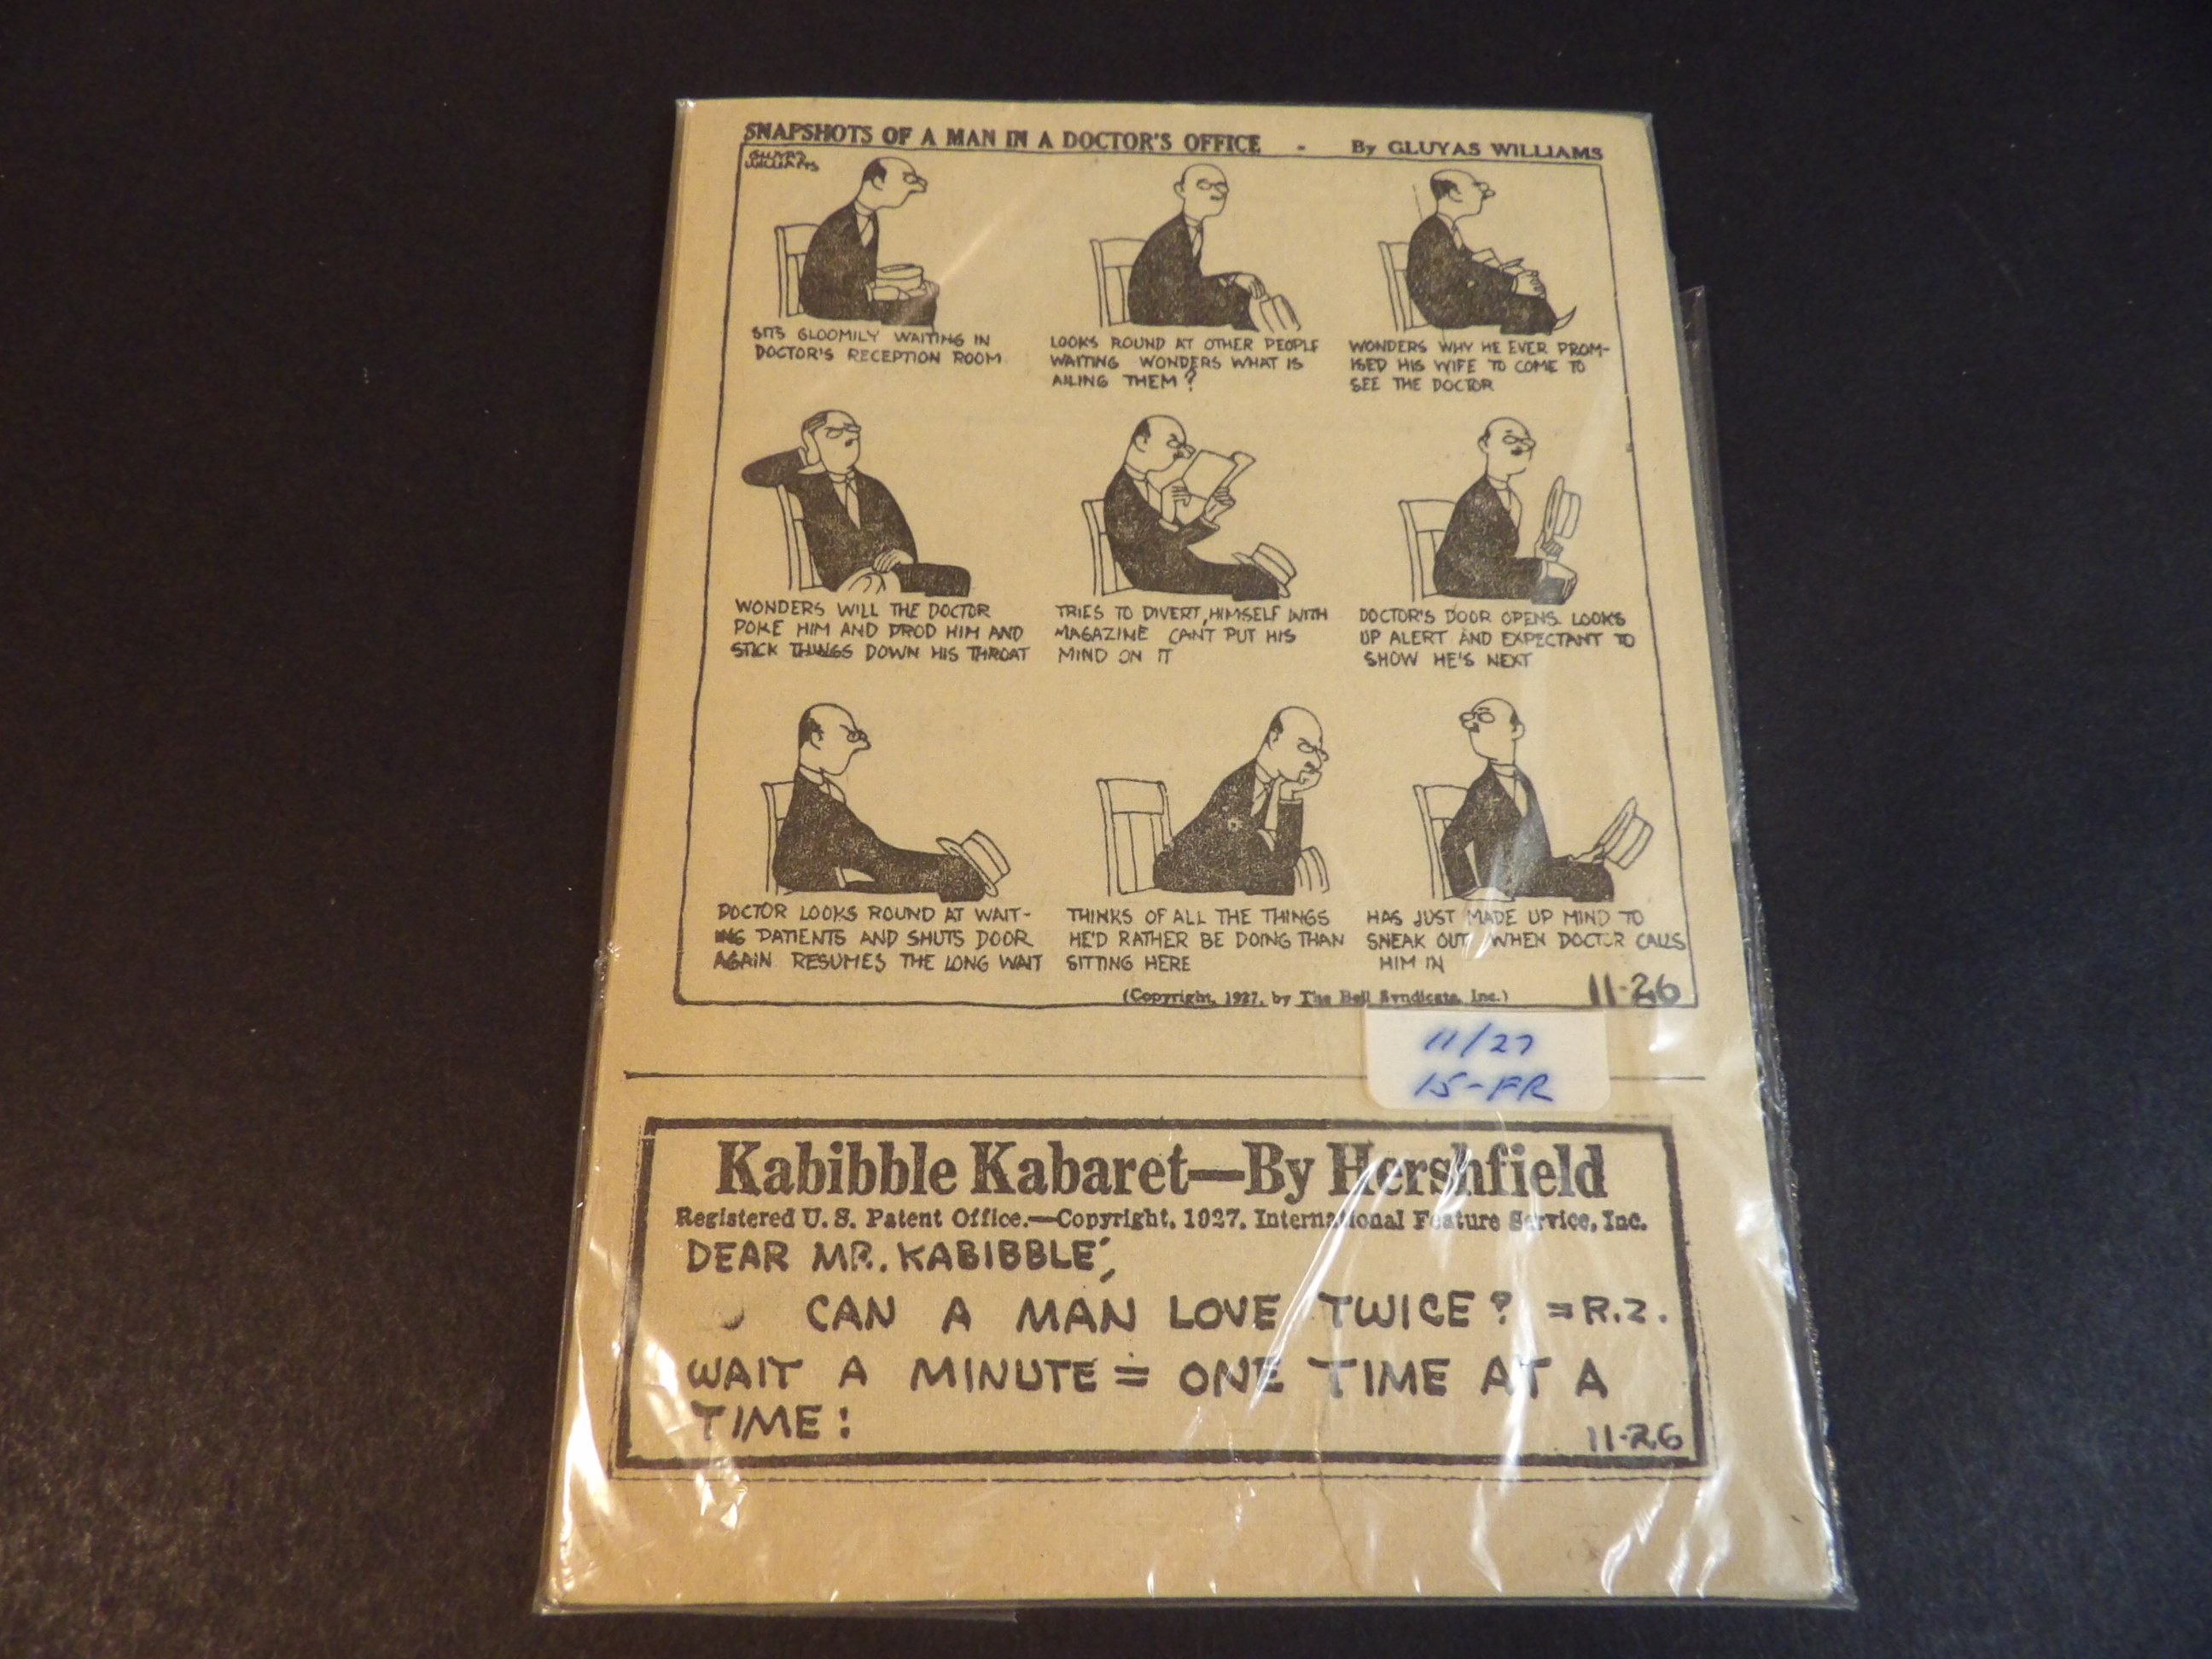 SNAPSHOTS OF A MAN IN A DOCTOR'S OFFICE - By GLUYAS WILLIAMS
GLUYAS
WILLIAMS
SITS GLOOMILY WAITING IN
DOCTOR'S RECEPTION ROOM
LOOKS ROUND AT OTHER PEOPLE
WAITING WONDERS WHAT IS
AILING THEM?
WONDERS WHY HE EVER PROM-
ISED HIS WIFE TO COME TO
SEE THE DOCTOR
WONDERS WILL THE DOCTOR
POKE HIM AND PROD HIM AND
STICK THINGS DOWN HIS THROAT
TRIES TO DIVERT HIMSELF WITH
MAGAZINE CAN'T PUT HIS
MIND ON IT
DOCTOR'S DOOR OPENS. LOOKS
UP ALERT AND EXPECTANT TO
SHOW HE'S NEXT
DOCTOR LOOKS ROUND AT WAIT-
ING PATIENTS AND SHUTS DOOR
AGAIN RESUMES THE LONG WAIT
THINKS OF ALL THE THINGS
HE'D RATHER BE DOING THAN
SITTING HERE
HAS JUST MADE UP MIND TO
SNEAK OUT WHEN DOCTOR CALLS
HIM IN
(Copyright, 1927, by The Bell Syndicate, Inc.)
11-26
11/27
15-FR
Kabibble Kabaret—By Hershfield
Registered U. S. Patent Office.—Copyright, 1927, International Feature Service, Inc.
DEAR MR. KABIBBLE,
CAN A MAN LOVE TWICE? =R.Z.
WAIT A MINUTE = ONE TIME AT A
TIME!
11-26